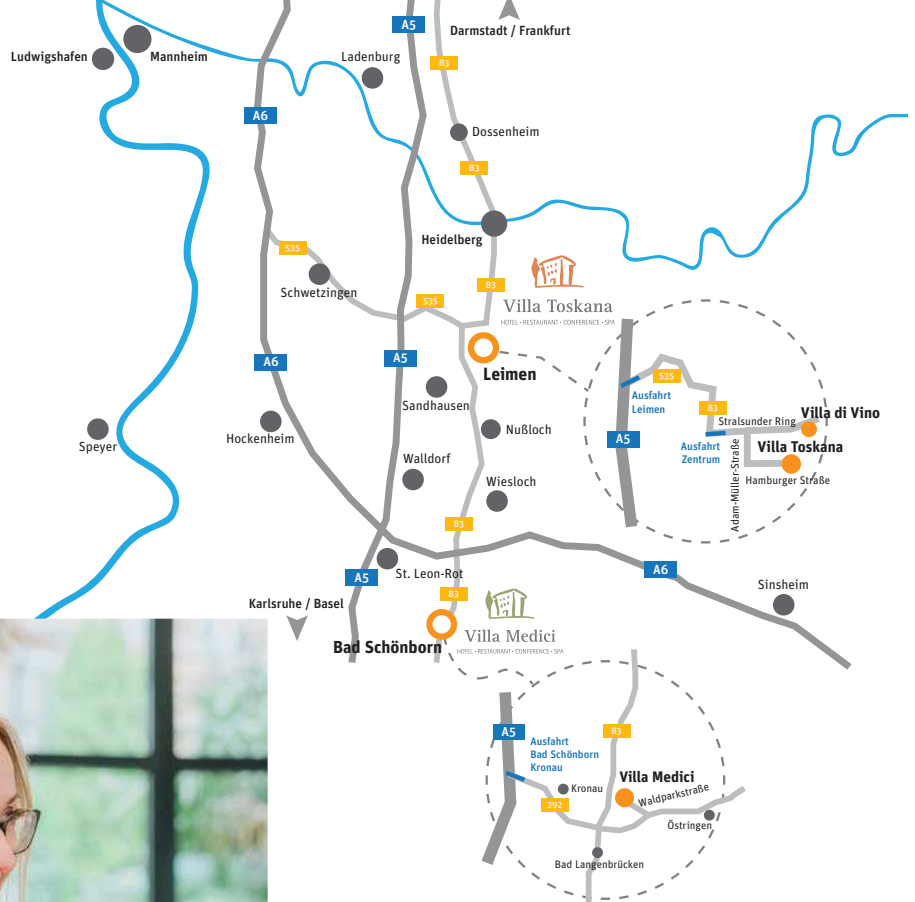 A5
Darmstadt / Frankfurt
Ludwigshafen
Mannheim
Ladenburg
B3
A6
Dossenheim
B3
Heidelberg
535
Schwetzingen
B3
535
Villa Toskana
HOTEL · RESTAURANT · CONFERENCE · SPA
A6
A5
Leimen
Sandhausen
Hockenheim
Speyer
Nußloch
Walldorf
Wiesloch
B3
St. Leon-Rot
A5
B3
A6
Sinsheim
Karlsruhe / Basel
Bad Schönborn
Villa Medici
HOTEL · RESTAURANT · CONFERENCE · SPA
535
Ausfahrt
Leimen
B3
Stralsunder Ring
Villa di Vino
A5
Ausfahrt
Zentrum
Villa Toskana
Adam-Müller-Straße
Hamburger Straße
A5
B3
Ausfahrt
Bad Schönborn
Kronau
Villa Medici
Kronau
Waldparkstraße
292
Östringen
Bad Langenbrücken